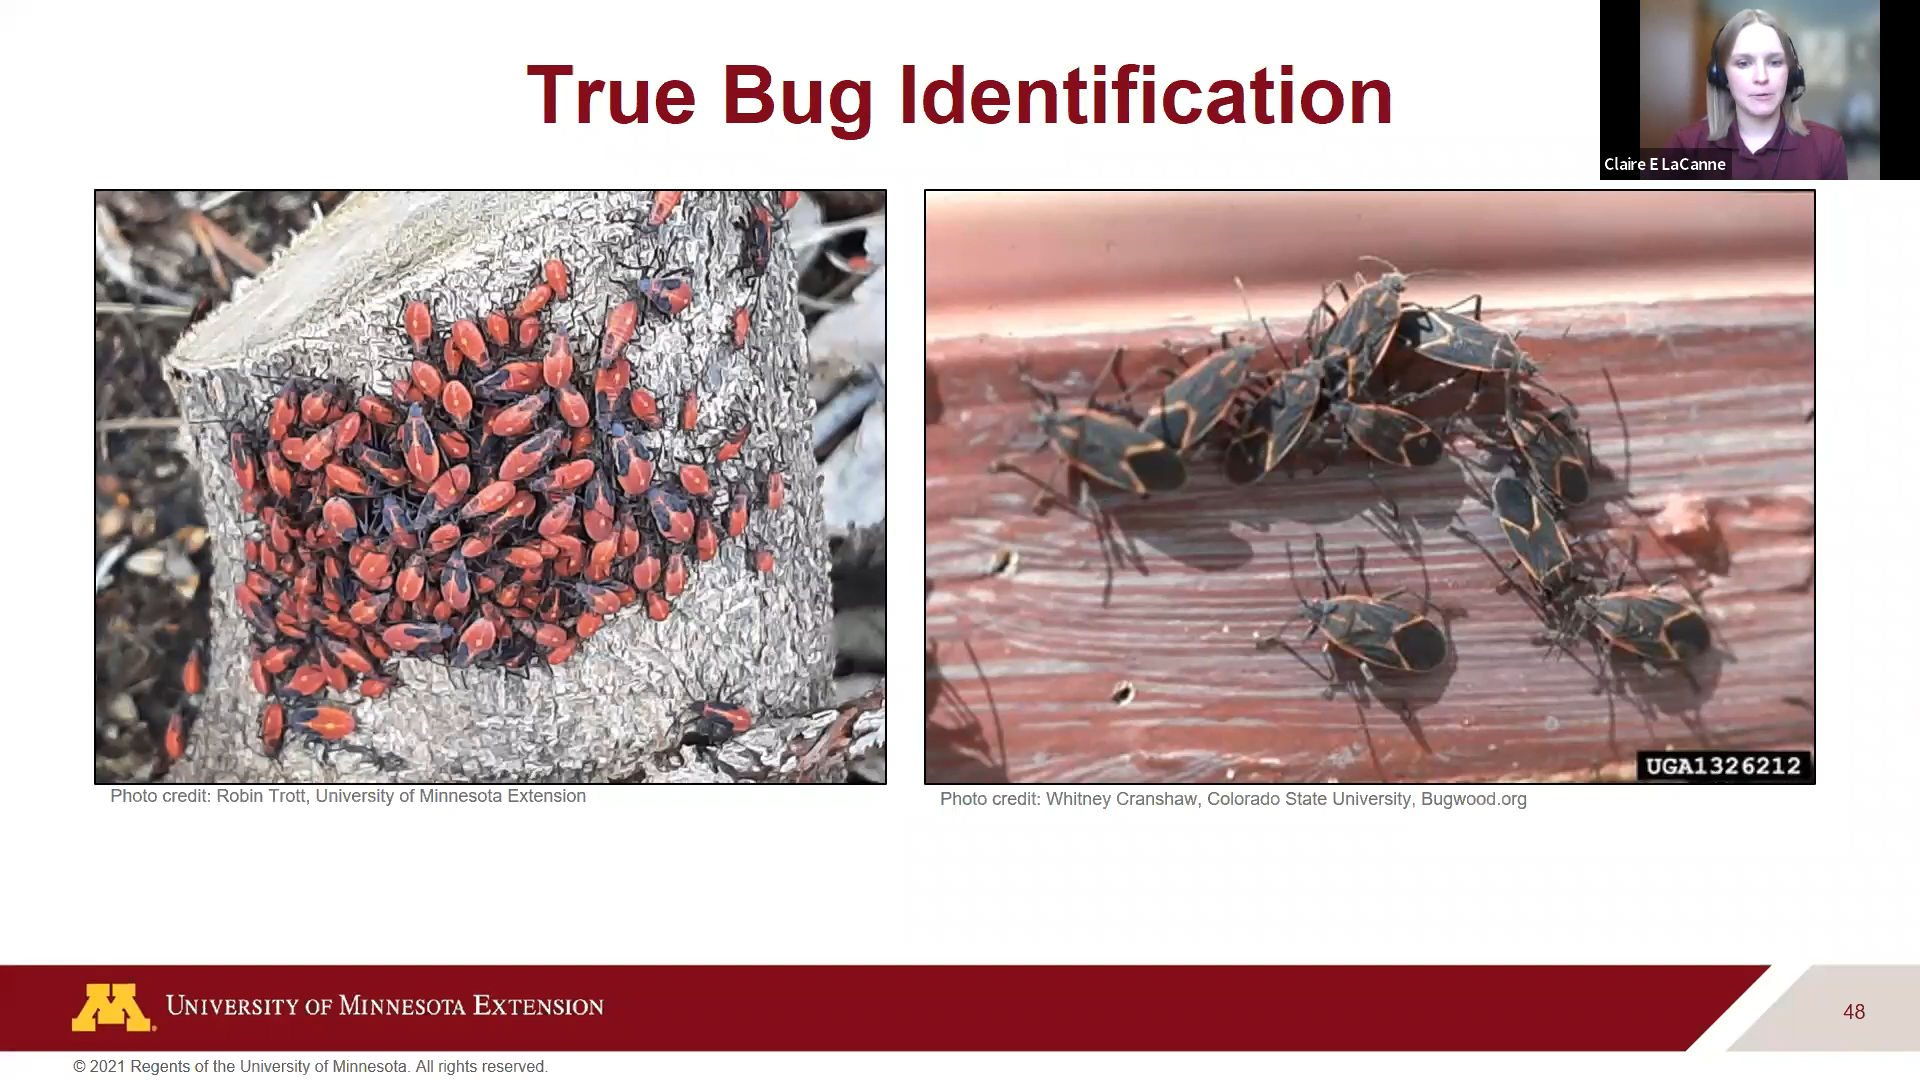 True Bug Identification
Claire E LaCanne
UGA1326212
Photo credit: Robin Trott, University of Minnesota Extension
Photo credit: Whitney Cranshaw, Colorado State University, Bugwood.org
M
UNIVERSITY OF MINNESOTA EXTENSION
48
© 2021 Regents of the University of Minnesota. All rights reserved.